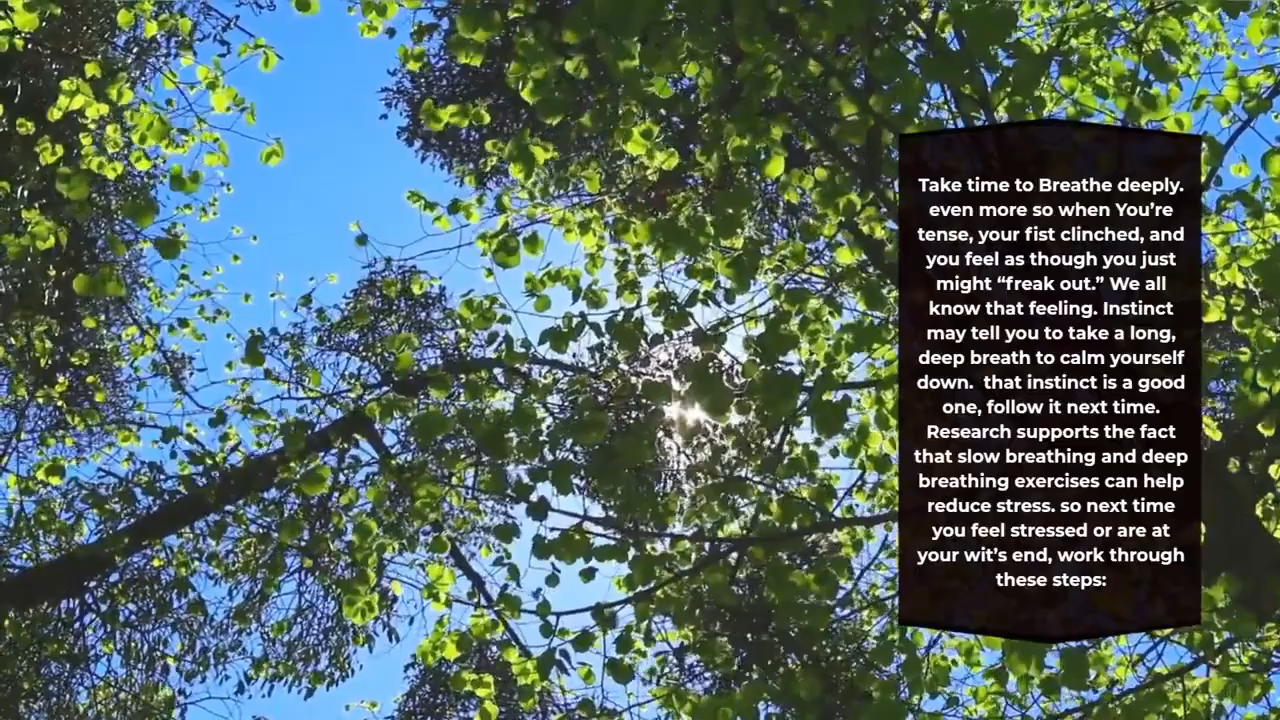 Take time to Breathe deeply.
even more so when You’re
tense, your fist clinched, and
you feel as though you just
might “freak out.” We all
know that feeling. Instinct
may tell you to take a long,
deep breath to calm yourself
down.  that instinct is a good
one, follow it next time.
Research supports the fact
that slow breathing and deep
breathing exercises can help
reduce stress. so next time
you feel stressed or are at
your wit’s end, work through
these steps: